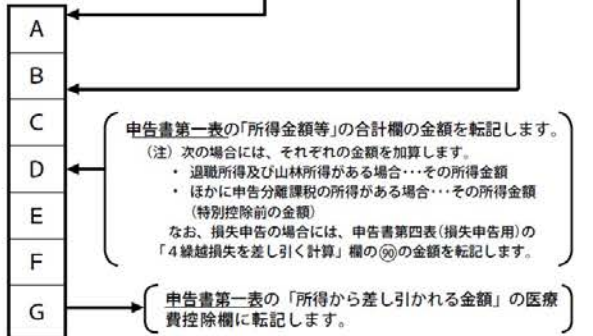 A
B
C
D
E
F
G
申告書第一表の「所得金額等」の合計欄の金額を転記します。
（注）次の場合には、それぞれの金額を加算します。
・ 退職所得及び山林所得がある場合･･･その所得金額
・ ほかに申告分離課税の所得がある場合･･･その所得金額
（特別控除前の金額）
なお、損失申告の場合には、申告書第四表（損失申告用）の
「４繰越損失を差し引く計算」欄の㊿の金額を転記します。
申告書第一表の「所得から差し引かれる金額」の医療
費控除欄に転記します。